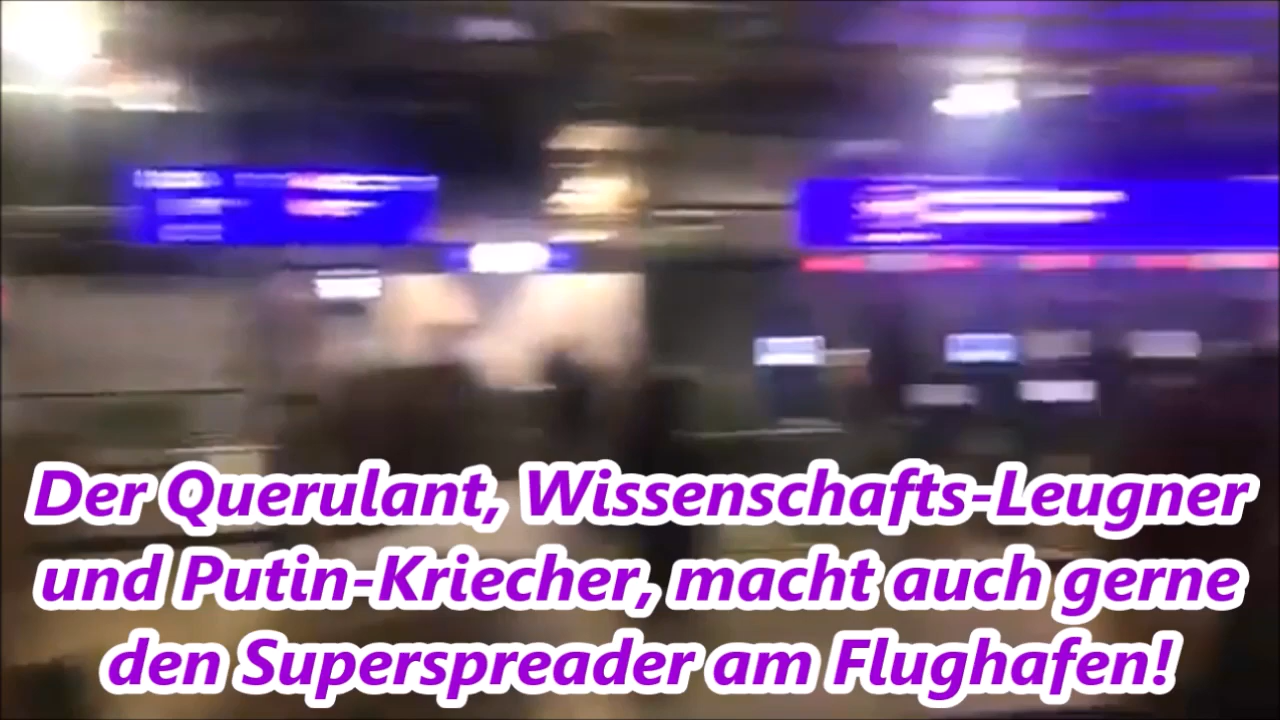 Der Querulant, Wissenschafts-Leugner
und Putin-Kriecher, macht auch gerne
den Superspreader am Flughafen!